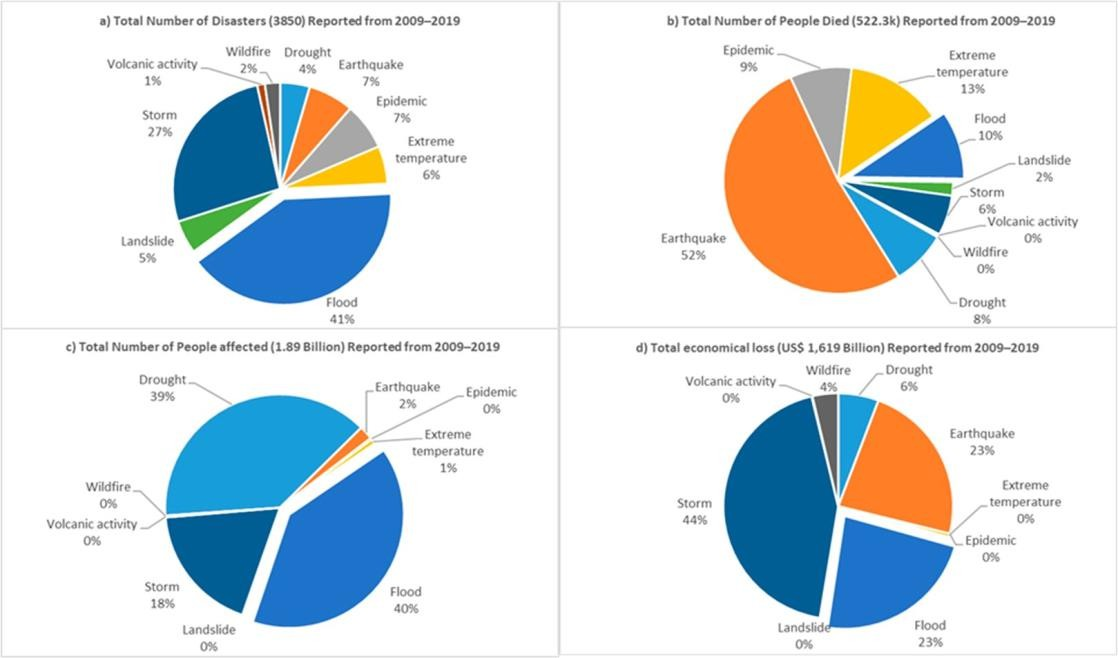 a) Total Number of Disasters (3850) Reported from 2009–2019
Wildfire
2%
Drought
4%
Earthquake
7%
Epidemic
7%
Extreme
temperature
6%
Flood
41%
Landslide
5%
Storm
27%
Volcanic activity
1%
b) Total Number of People Died (522.3k) Reported from 2009–2019
Epidemic
9%
Extreme
temperature
13%
Flood
10%
Landslide
2%
Storm
6%
Volcanic activity
0%
Wildfire
0%
Drought
8%
Earthquake
52%
c) Total Number of People affected (1.89 Billion) Reported from 2009–2019
Drought
39%
Earthquake
2%
Epidemic
0%
Extreme
temperature
1%
Flood
40%
Landslide
0%
Storm
18%
Volcanic activity
0%
Wildfire
0%
d) Total economical loss (US$ 1,619 Billion) Reported from 2009–2019
Wildfire
4%
Drought
6%
Earthquake
23%
Extreme
temperature
0%
Epidemic
0%
Flood
23%
Landslide
0%
Storm
44%
Volcanic activity
0%